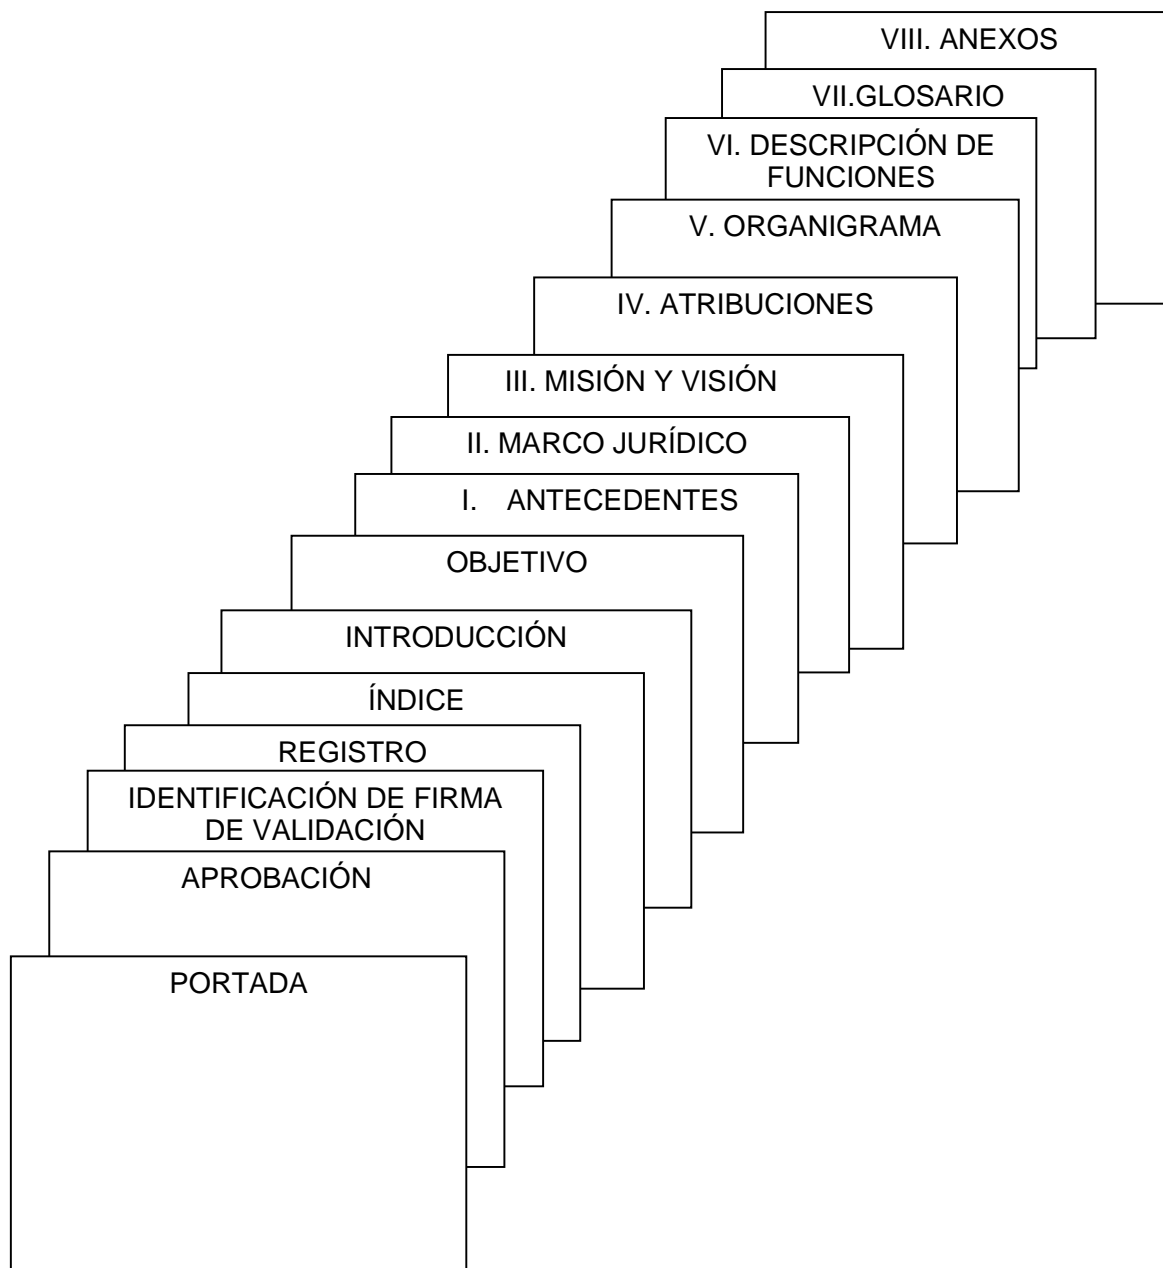 VIII. ANEXOS
VII.GLOSARIO
VI. DESCRIPCIÓN DE
FUNCIONES
V. ORGANIGRAMA
IV. ATRIBUCIONES
III. MISIÓN Y VISIÓN
II. MARCO JURÍDICO
I. ANTECEDENTES
OBJETIVO
INTRODUCCIÓN
ÍNDICE
REGISTRO
IDENTIFICACIÓN DE FIRMA
DE VALIDACIÓN
APROBACIÓN
PORTADA